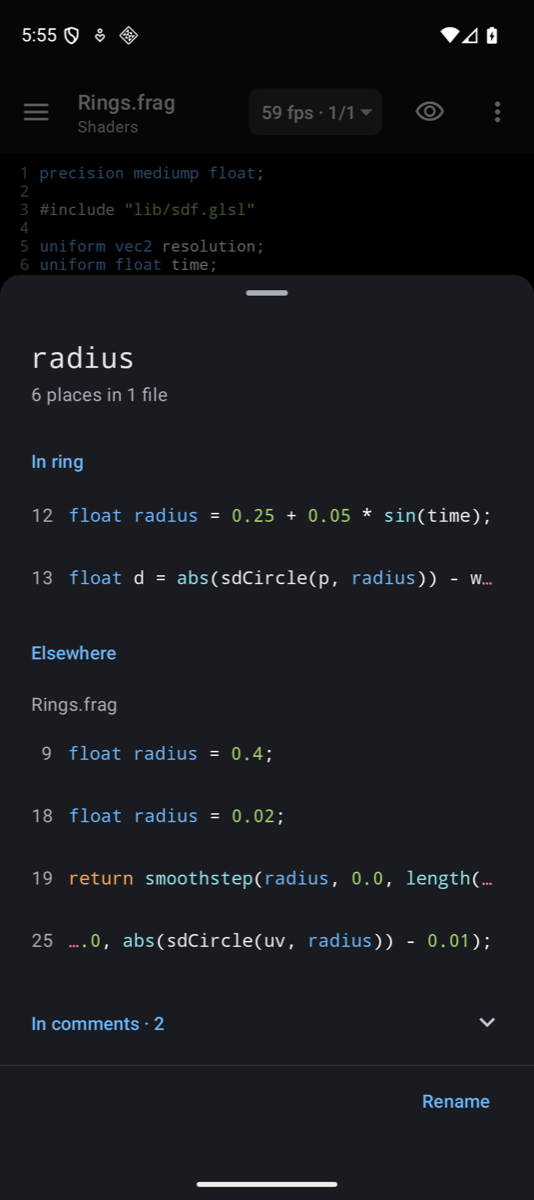 5:55
Rings.frag
Shaders
59 fps · 1/1
1 precision mediump float;
2
3 #include "lib/sdf.glsl"
4
5 uniform vec2 resolution;
6 uniform float time;
radius
6 places in 1 file
In ring
12 float radius = 0.25 + 0.05 * sin(time);
13 float d = abs(sdCircle(p, radius)) - w…
Elsewhere
Rings.frag
9 float radius = 0.4;
18 float radius = 0.02;
19 return smoothstep(radius, 0.0, length(…
25 ….0, abs(sdCircle(uv, radius)) - 0.01);
In comments · 2
Rename